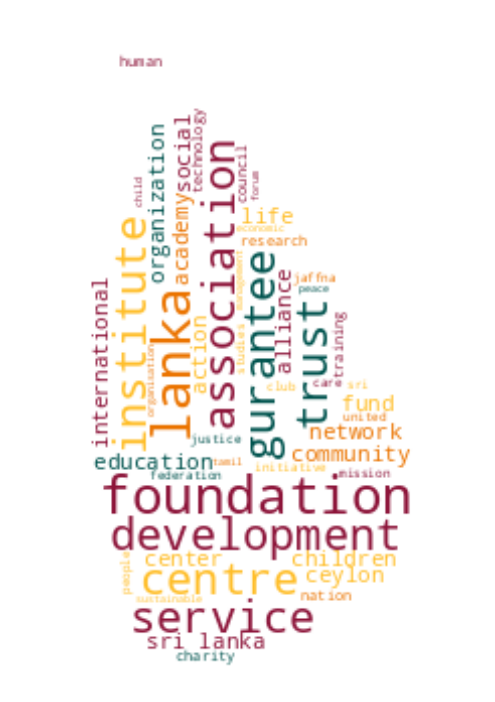 human
technology
social
organization
association
council
forum
child
academy
life
economic
research
institute
gurantee
management
alliance
jaffna
peace
international
lanka
trust
action
training
studies
organisation
club
care
sri
fund
united
network
justice
community
education
tamil
initiative
mission
federation
foundation
development
people
center
children
centre
ceylon
sustainable
nation
service
sri lanka
charity